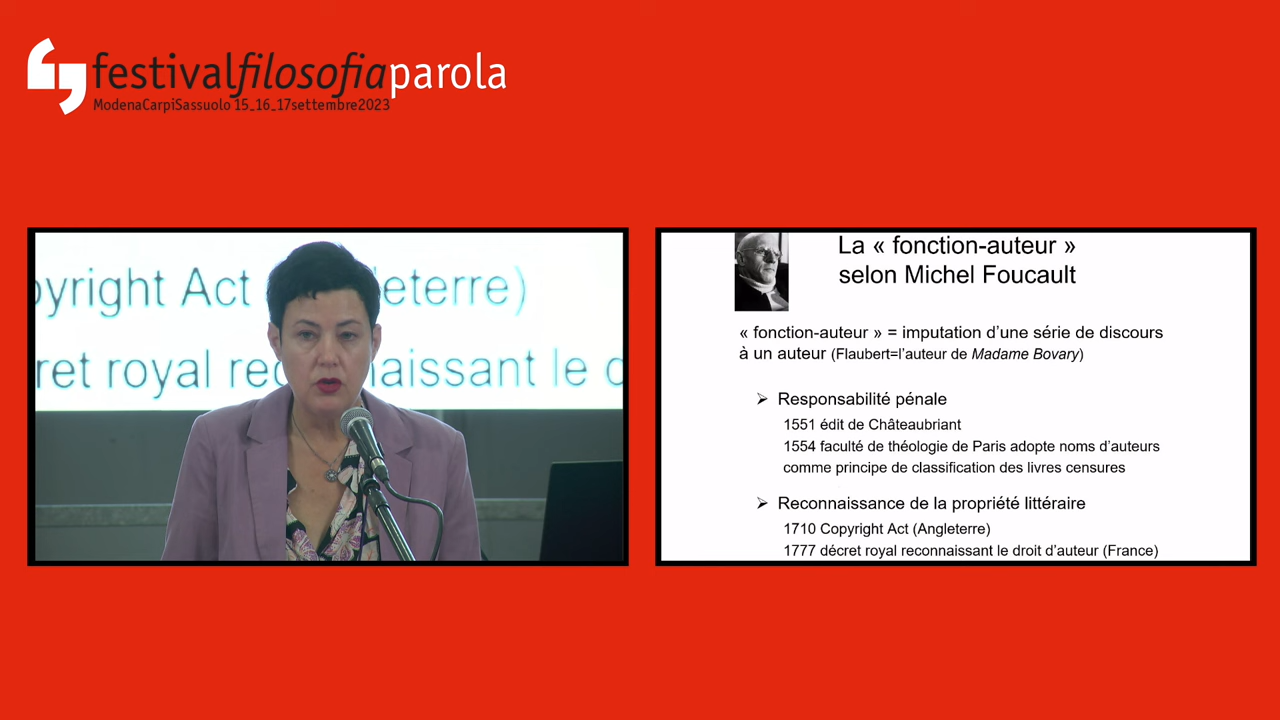 festivalfilosofiaparola
ModenaCarpiSassuolo 15_16_17settembre2023
pyright Act eterre)
ret royal rec naissant le d
La « fonction-auteur »
selon Michel Foucault
« fonction-auteur » = imputation d’une série de discours
à un auteur (Flaubert=l’auteur de Madame Bovary)
➢ Responsabilité pénale
1551 édit de Châteaubriant
1554 faculté de théologie de Paris adopte noms d’auteurs
comme principe de classification des livres censures
➢ Reconnaissance de la propriété littéraire
1710 Copyright Act (Angleterre)
1777 décret royal reconnaissant le droit d’auteur (France)